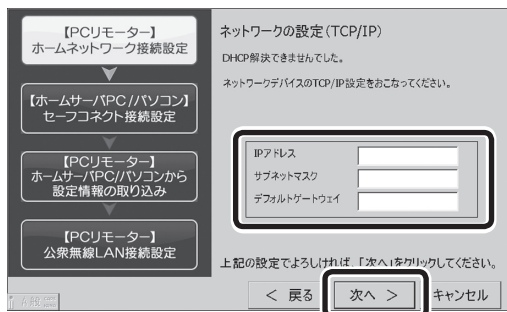 【PCリモーター】
ホームネットワーク接続設定
【ホームサーバPC/パソコン】
セーフコネクト接続設定
【PCリモーター】
ホームサーバPC/パソコンから
設定情報の取り込み
【PCリモーター】
公衆無線LAN接続設定
ネットワークの設定(TCP/IP)
DHCP解決できませんでした。
ネットワークデバイスのTCP/IP設定をおこなってください。
IPアドレス
サブネットマスク
デフォルトゲートウェイ
上記の設定でよろしければ、「次へ」をクリックしてください。
< 戻る
次へ >
キャンセル